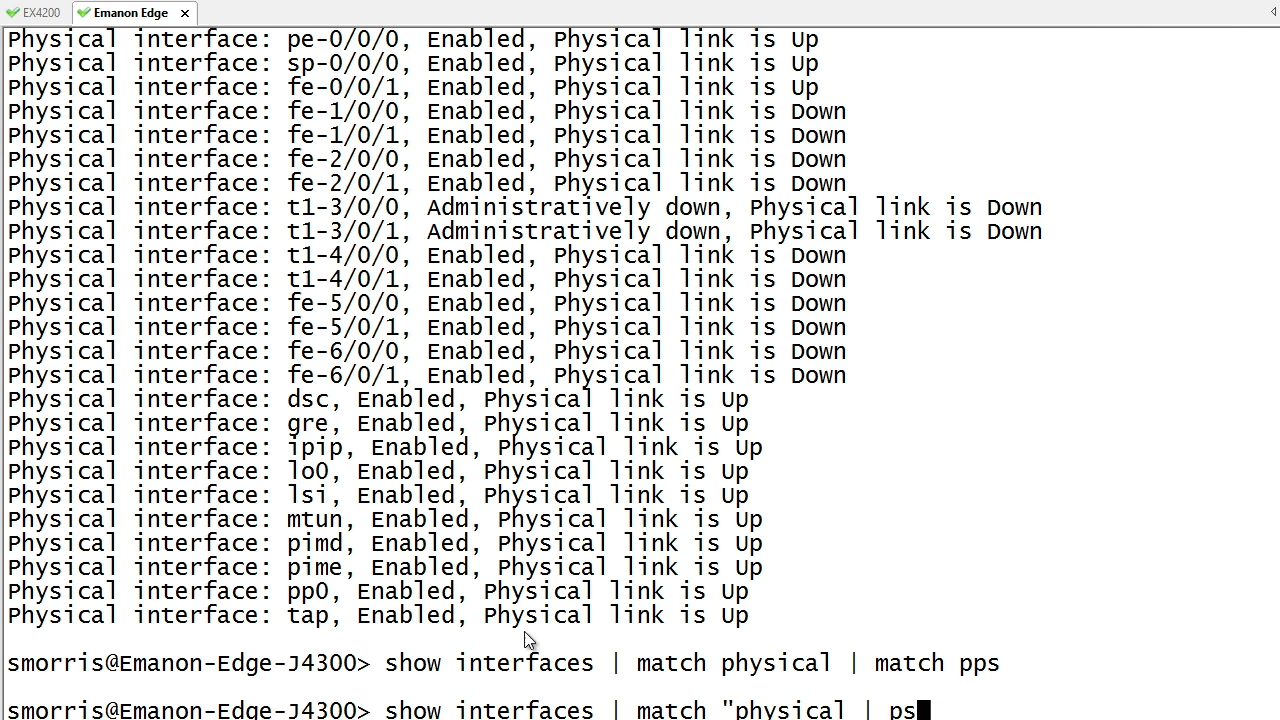 EX4200
Emanon Edge
Physical interface: pe-0/0/0, Enabled, Physical link is Up
Physical interface: sp-0/0/0, Enabled, Physical link is Up
Physical interface: fe-0/0/1, Enabled, Physical link is Up
Physical interface: fe-1/0/0, Enabled, Physical link is Down
Physical interface: fe-1/0/1, Enabled, Physical link is Down
Physical interface: fe-2/0/0, Enabled, Physical link is Down
Physical interface: fe-2/0/1, Enabled, Physical link is Down
Physical interface: t1-3/0/0, Administratively down, Physical link is Down
Physical interface: t1-3/0/1, Administratively down, Physical link is Down
Physical interface: t1-4/0/0, Enabled, Physical link is Down
Physical interface: t1-4/0/1, Enabled, Physical link is Down
Physical interface: fe-5/0/0, Enabled, Physical link is Down
Physical interface: fe-5/0/1, Enabled, Physical link is Down
Physical interface: fe-6/0/0, Enabled, Physical link is Down
Physical interface: fe-6/0/1, Enabled, Physical link is Down
Physical interface: dsc, Enabled, Physical link is Up
Physical interface: gre, Enabled, Physical link is Up
Physical interface: ipip, Enabled, Physical link is Up
Physical interface: lo0, Enabled, Physical link is Up
Physical interface: lsi, Enabled, Physical link is Up
Physical interface: mtun, Enabled, Physical link is Up
Physical interface: pimd, Enabled, Physical link is Up
Physical interface: pime, Enabled, Physical link is Up
Physical interface: pp0, Enabled, Physical link is Up
Physical interface: tap, Enabled, Physical link is Up
smorris@Emanon-Edge-J4300> show interfaces | match physical | match pps
smorris@Emanon-Edge-J4300> show interfaces | match "physical | ps